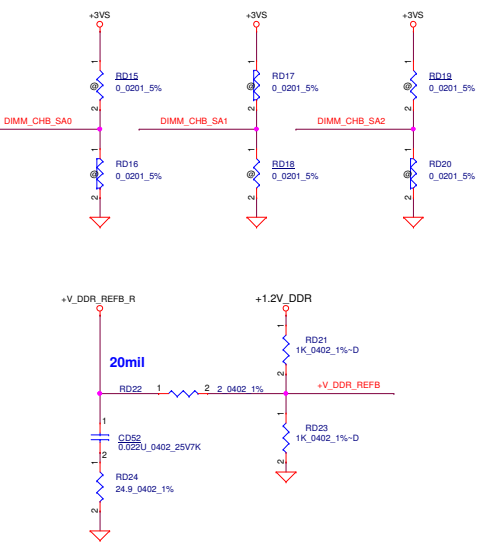 +3VS
+3VS
+3VS
1
1
1
RD15
0_0201_5%
RD17
0_0201_5%
RD19
0_0201_5%
@
@
@
2
2
2
DIMM_CHB_SA0
DIMM_CHB_SA1
DIMM_CHB_SA2
1
1
1
RD16
0_0201_5%
RD18
0_0201_5%
RD20
0_0201_5%
@
@
@
2
2
2
+V_DDR_REFB_R
+1.2V_DDR
1
RD21
1K_0402_1%~D
2
20mil
RD22
1
2
2_0402_1%
+V_DDR_REFB
1
CD52
0.022U_0402_25V7K
2
1
RD23
1K_0402_1%~D
2
1
RD24
24.9_0402_1%
2